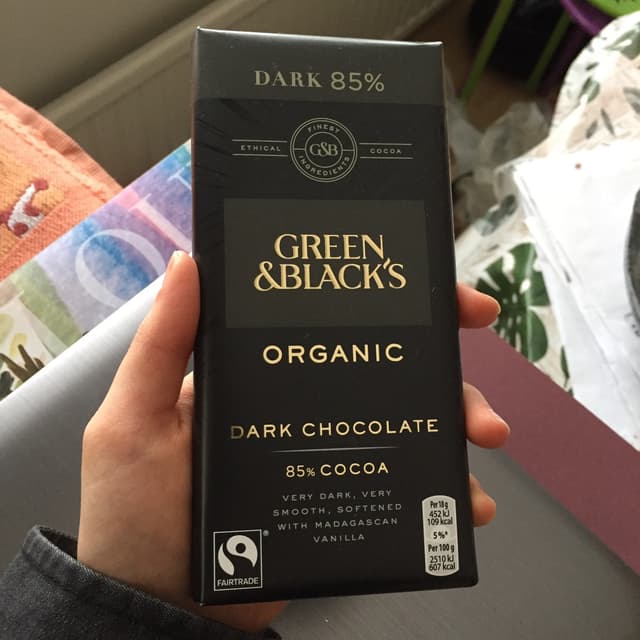 DARK 85%
FINEST
ETHICAL G&B COCOA
INGREDIENTS
GREEN
&BLACK'S
ORGANIC
DARK CHOCOLATE
85% COCOA
VERY DARK, VERY
SMOOTH, SOFTENED
WITH MADAGASCAN
VANILLA
FAIRTRADE
Per 18 g
452 kJ
109 kcal
5%*
Per 100 g
2510 kJ
607 kcal